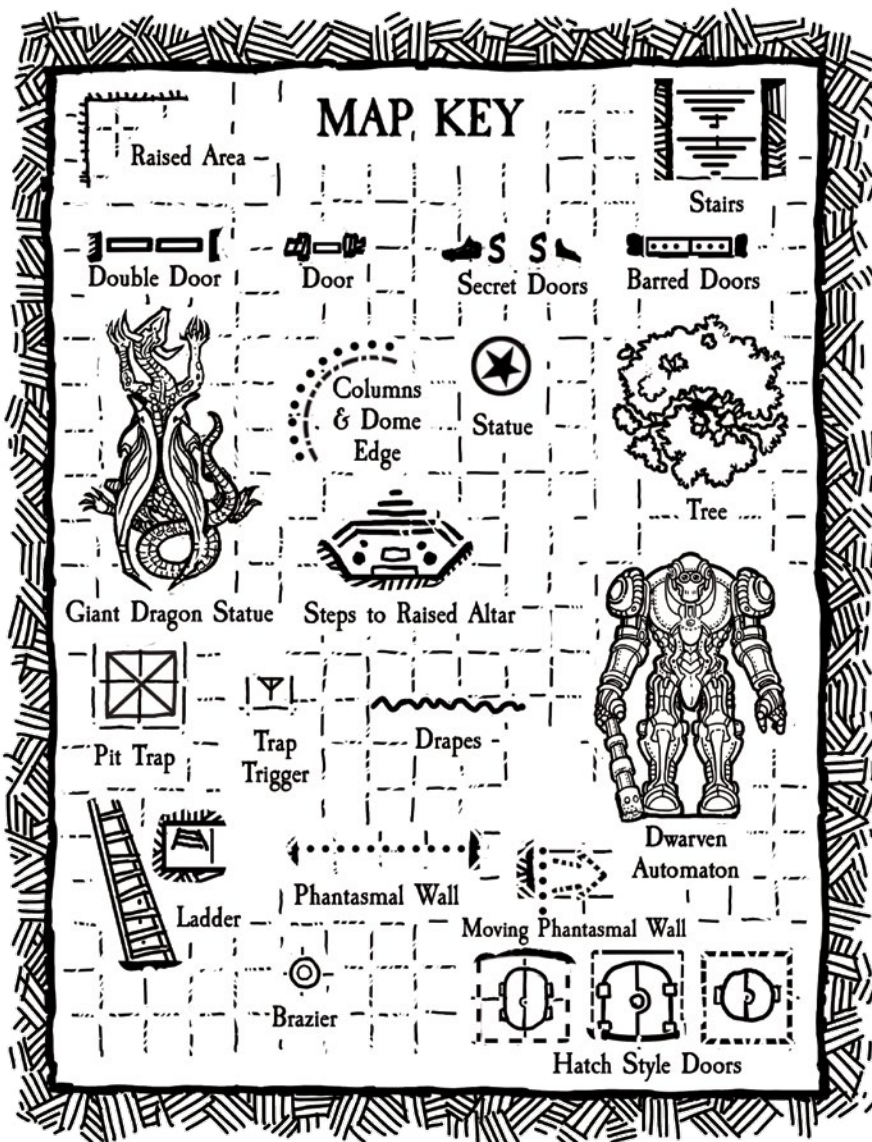 MAP KEY
Raised Area
Stairs
Double Door
Door
Secret Doors
Barred Doors
Columns
& Dome
Edge
Statue
Tree
Giant Dragon Statue
Steps to Raised Altar
Pit Trap
Trap
Trigger
Drapes
Dwarven
Automaton
Ladder
Phantasmal Wall
Moving Phantasmal Wall
Brazier
Hatch Style Doors